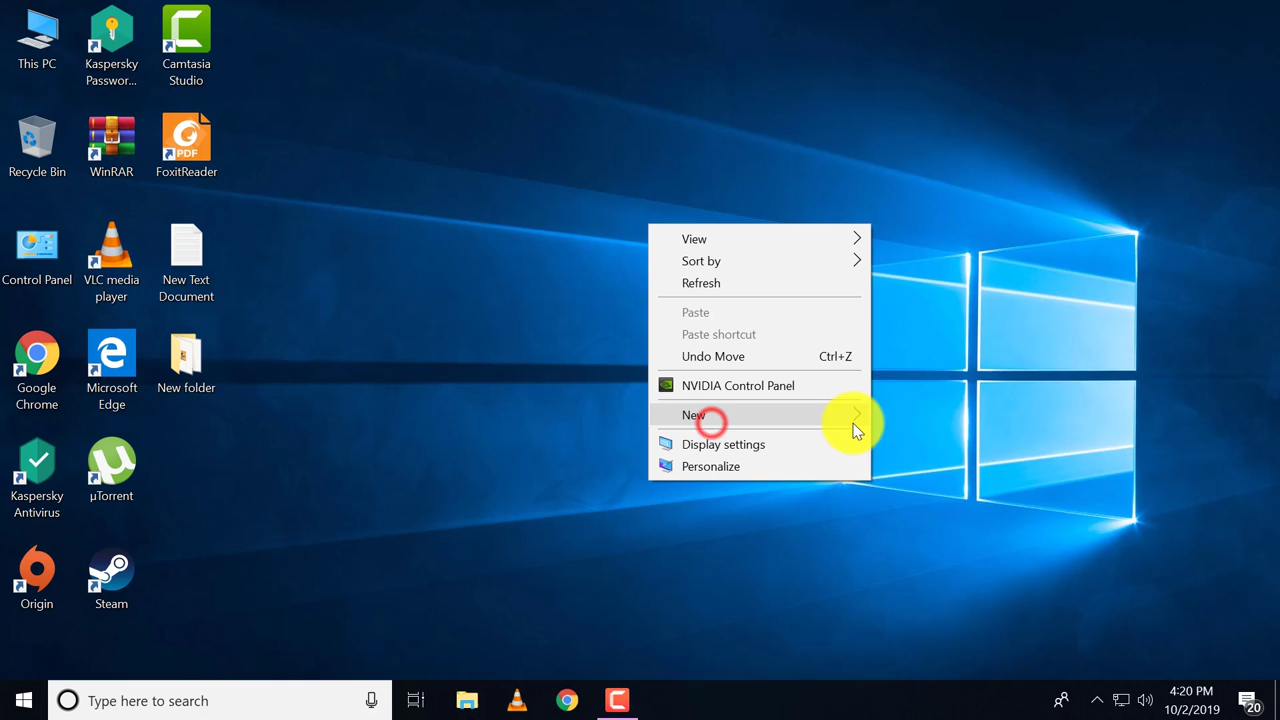 This PC
Kaspersky
Passwor...
Camtasia
Studio
Recycle Bin
WinRAR
PDF
FoxitReader
Control Panel
VLC media
player
New Text
Document
Google
Chrome
Microsoft
Edge
New folder
Kaspersky
Antivirus
µTorrent
Origin
Steam
View
Sort by
Refresh
Paste
Paste shortcut
Undo Move Ctrl+Z
NVIDIA Control Panel
New
Display settings
Personalize
Type here to search
4:20 PM
10/2/2019
20